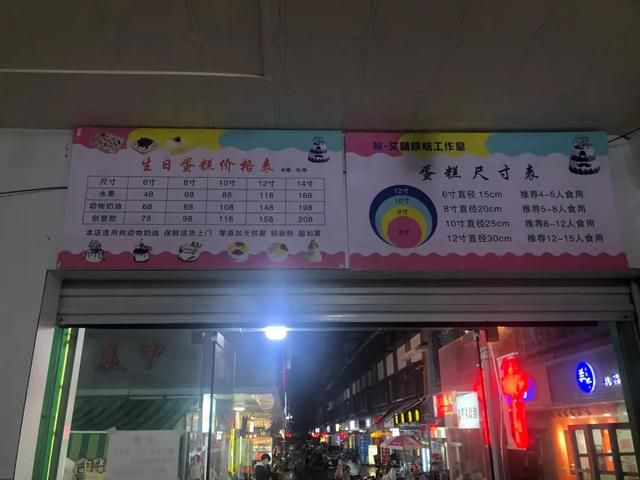 生日蛋糕价格表
价格：元/份
尺寸 6寸 8寸 10寸 12寸 14寸
水果 48 68 88 118 168
动物奶油 68 88 108 148 198
创意款 78 98 118 158 208
本店选用纯动物奶油 保鲜送货上门 零添加无防腐 锁新鲜 超划算
M·艾萌烘焙工作室
蛋糕尺寸表
12寸
10寸
8寸
6寸
6寸直径 15cm 推荐4-5人食用
8寸直径20cm 推荐5-8人食用
10寸直径25cm 推荐8-12人食用
12寸直径30cm 推荐12-15人食用
美甲